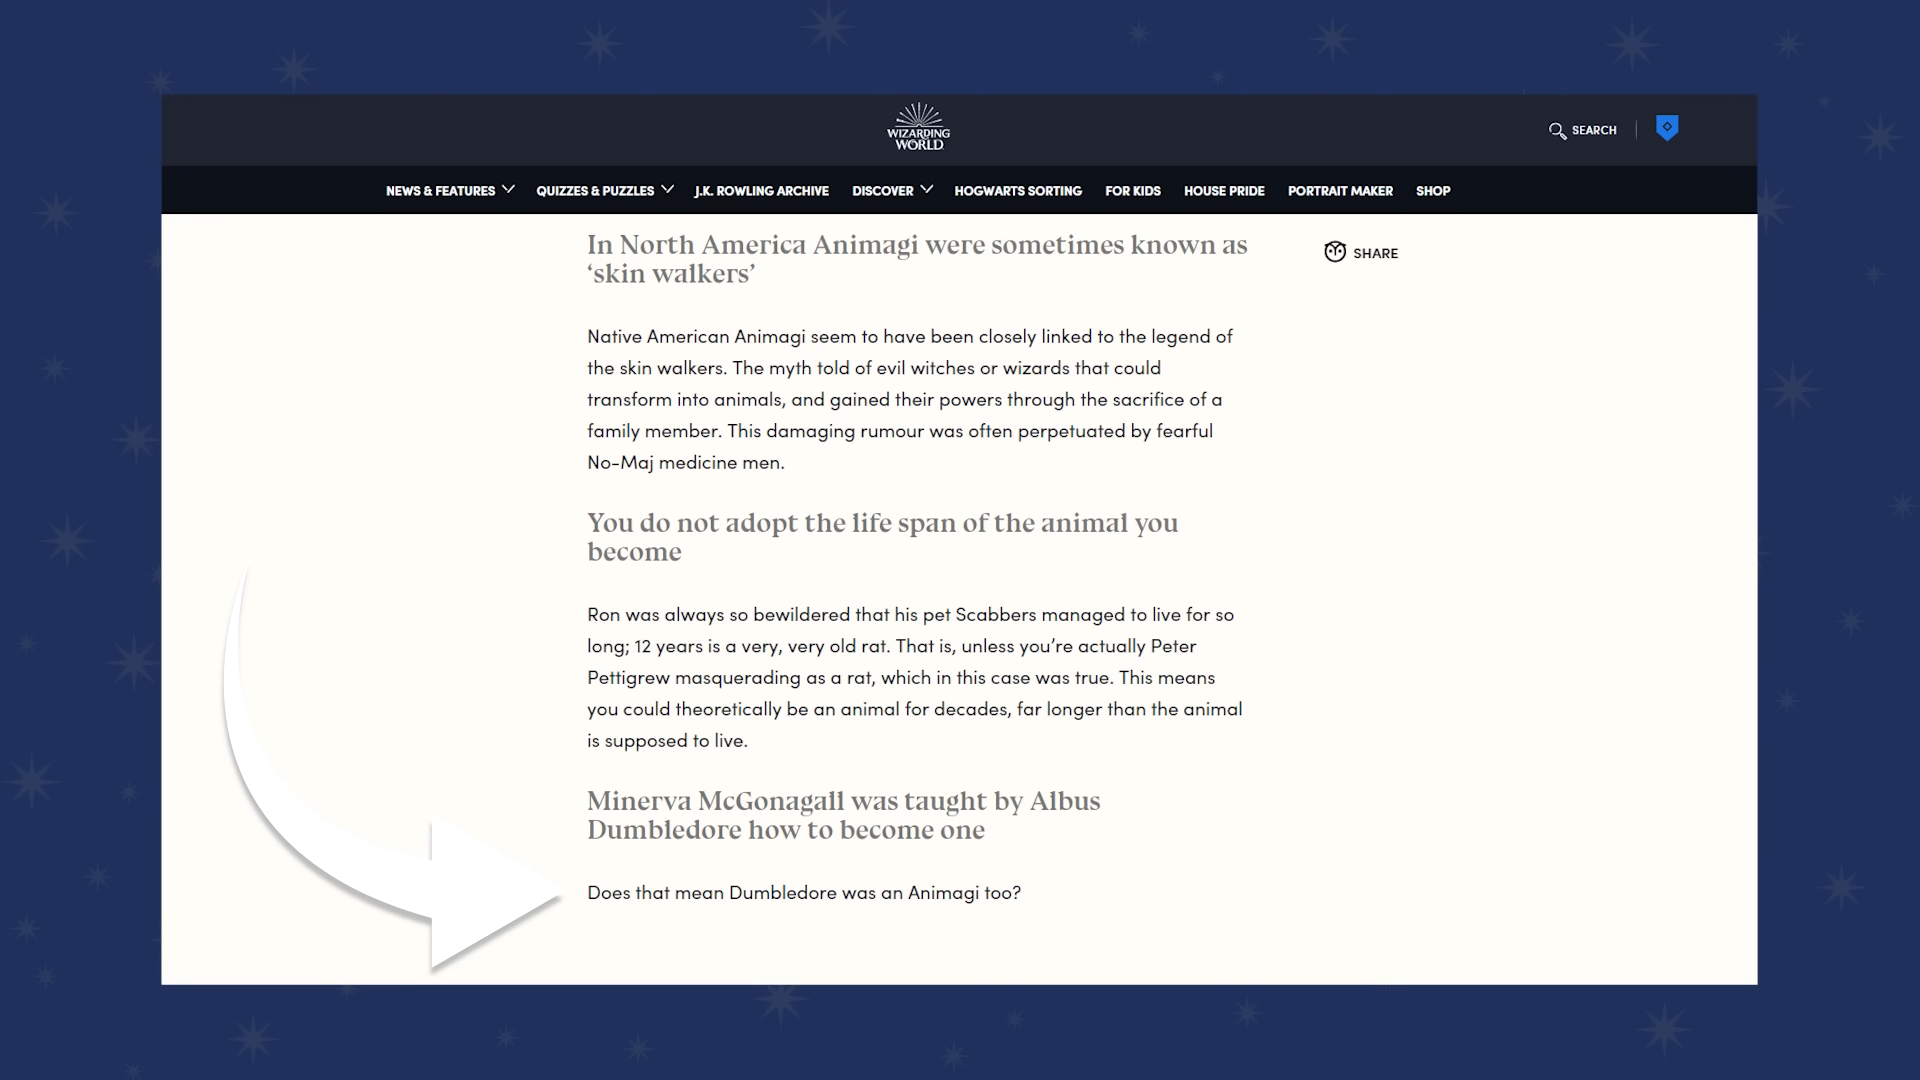 WIZARDING
WORLD
SEARCH
NEWS & FEATURES QUIZZES & PUZZLES J.K. ROWLING ARCHIVE DISCOVER HOGWARTS SORTING FOR KIDS HOUSE PRIDE PORTRAIT MAKER SHOP
In North America Animagi were sometimes known as
‘skin walkers’
SHARE
Native American Animagi seem to have been closely linked to the legend of
the skin walkers. The myth told of evil witches or wizards that could
transform into animals, and gained their powers through the sacrifice of a
family member. This damaging rumour was often perpetuated by fearful
No-Maj medicine men.
You do not adopt the life span of the animal you
become
Ron was always so bewildered that his pet Scabbers managed to live for so
long; 12 years is a very, very old rat. That is, unless you’re actually Peter
Pettigrew masquerading as a rat, which in this case was true. This means
you could theoretically be an animal for decades, far longer than the animal
is supposed to live.
Minerva McGonagall was taught by Albus
Dumbledore how to become one
Does that mean Dumbledore was an Animagi too?